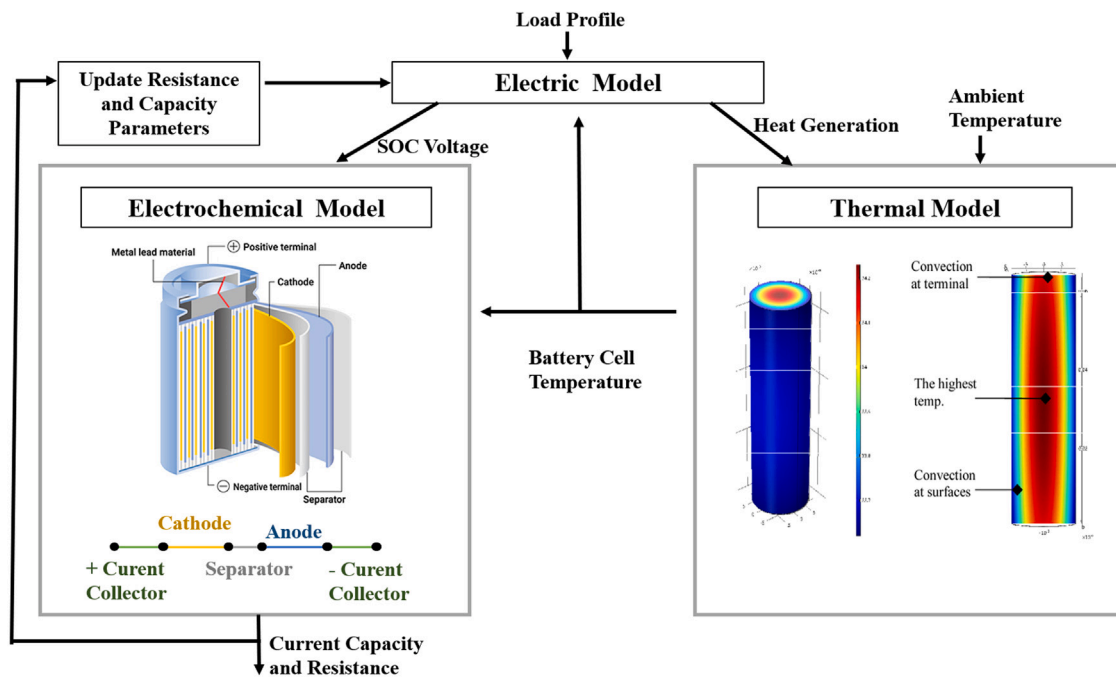 Load Profile
Update Resistance
and Capacity
Parameters
Electric Model
Ambient
Temperature
SOC Voltage
Heat Generation
Electrochemical Model
Thermal Model
Metal lead material
+ Positive terminal
Anode
Cathode
− Negative terminal
Separator
Cathode
Anode
Separator
+ Curent
Collector
- Curent
Collector
Battery Cell
Temperature
Convection
at terminal
The highest
temp.
Convection
at surfaces
Current Capacity
and Resistance